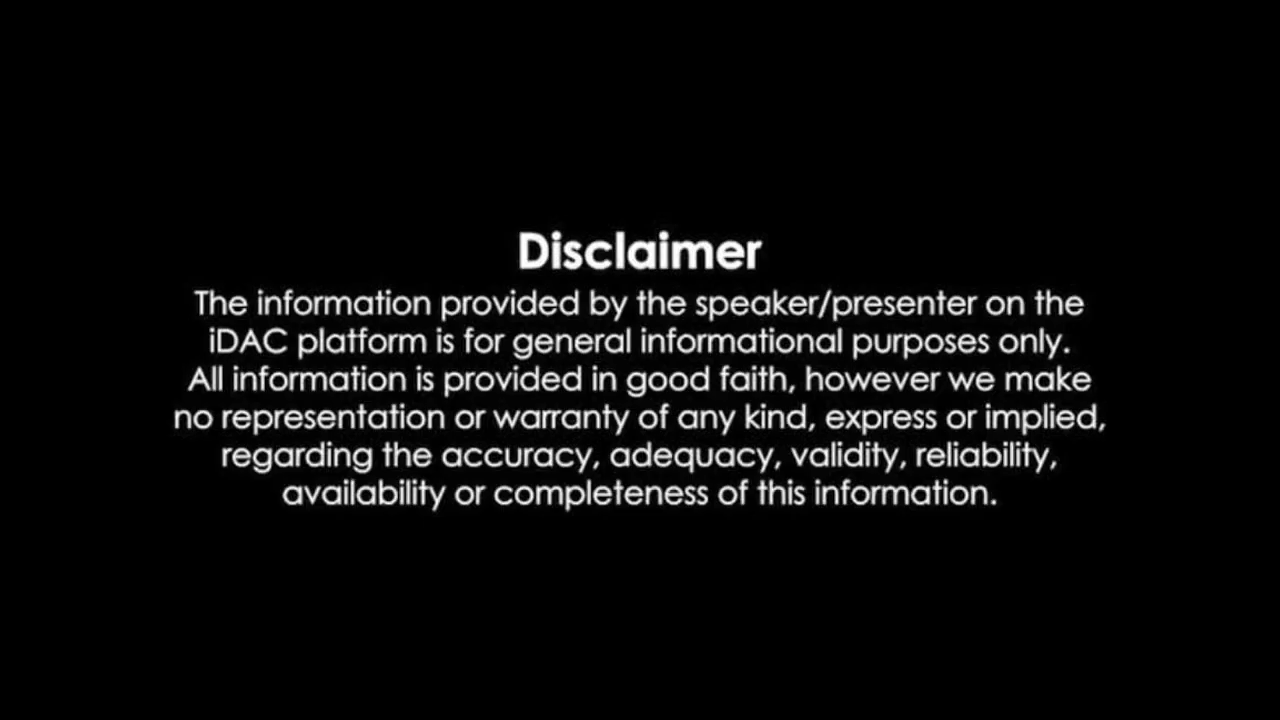 Disclaimer
The information provided by the speaker/presenter on the
iDAC platform is for general informational purposes only.
All information is provided in good faith, however we make
no representation or warranty of any kind, express or implied,
regarding the accuracy, adequacy, validity, reliability,
availability or completeness of this information.